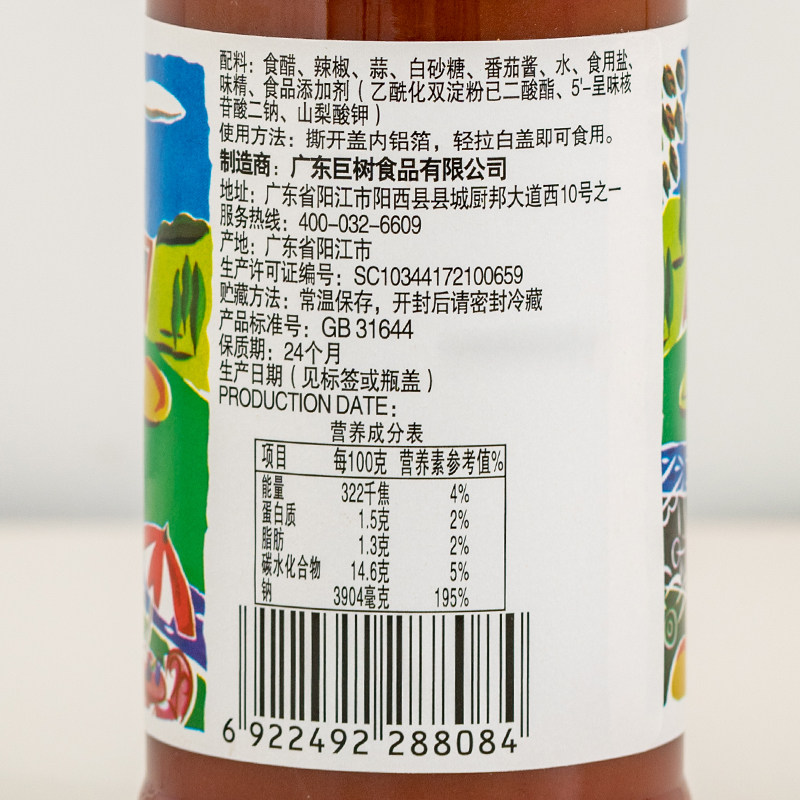 配料：食醋、辣椒、蒜、白砂糖、番茄酱、水、食用盐、
味精、食品添加剂（乙酰化双淀粉已二酸酯、5'-呈味核
苷酸二钠、山梨酸钾）
使用方法：撕开盖内铝箔，轻拉白盖即可食用。
制造商：广东巨树食品有限公司
地址：广东省阳江市阳西县县城厨邦大道西10号之一
服务热线：400-032-6609
产地：广东省阳江市
生产许可证编号：SC10344172100659
贮藏方法：常温保存，开封后请密封冷藏
产品标准号：GB 31644
保质期：24个月
生产日期（见标签或瓶盖）
PRODUCTION DATE：
营养成分表
项目 每100克 营养素参考值%
能量 322千焦 4%
蛋白质 1.5克 2%
脂肪 1.3克 2%
碳水化合物 14.6克 5%
钠 3904毫克 195%
6 922492 288084